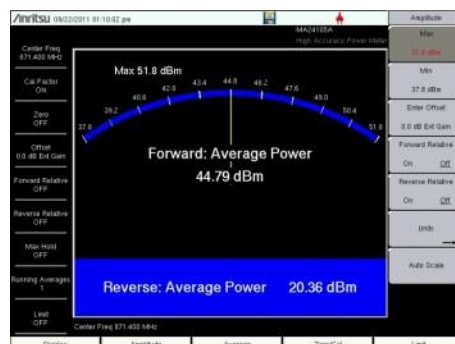 Anritsu 09/22/2011 01:10:02 pm
MA24105A
High Accuracy Power Meter
Center Freq
871.400 MHz
Cal Factor
ON
Zero
OFF
Offset
0.0 dB Ext Gain
Forward Relative
OFF
Reverse Relative
OFF
Max Hold
OFF
Running Averages
1
Limit
OFF
Max 51.8 dBm
37.8
39.2
40.6
42.0
43.4
44.8
46.2
47.6
49.0
50.4
51.8
Forward: Average Power
44.79 dBm
Reverse: Average Power 20.36 dBm
Center Freq 871.400 MHz
Amplitude
Max
51.8 dBm
Min
37.8 dBm
Enter Offset
0.0 dB Ext Gain
Forward Relative
On Off
Reverse Relative
On Off
Units
Auto Scale
Display
Amplitude
Average
Zero/Cal
Limit